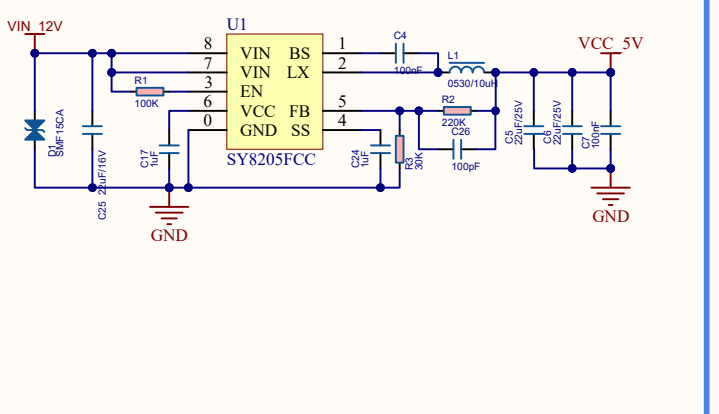 VIN_12V
U1
C4
100nF
L1
0530/10uH
VCC_5V
8
7
3
6
0
VIN
VIN
EN
VCC
GND
BS
LX
FB
SS
1
2
5
4
R1
100K
R2
220K
C26
100pF
D1
SMF15CA
C25 22uF/16V
C17
1uF
SY8205FCC
C24
1uF
R3
30K
C5
22uF/25V
C6
22uF/25V
C7
100nF
GND
GND